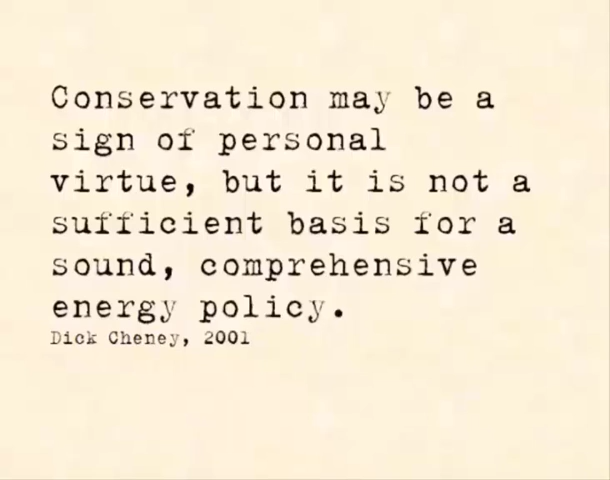 Conservation may be a
sign of personal
virtue, but it is not a
sufficient basis for a
sound, comprehensive
energy policy.
Dick Cheney, 2001